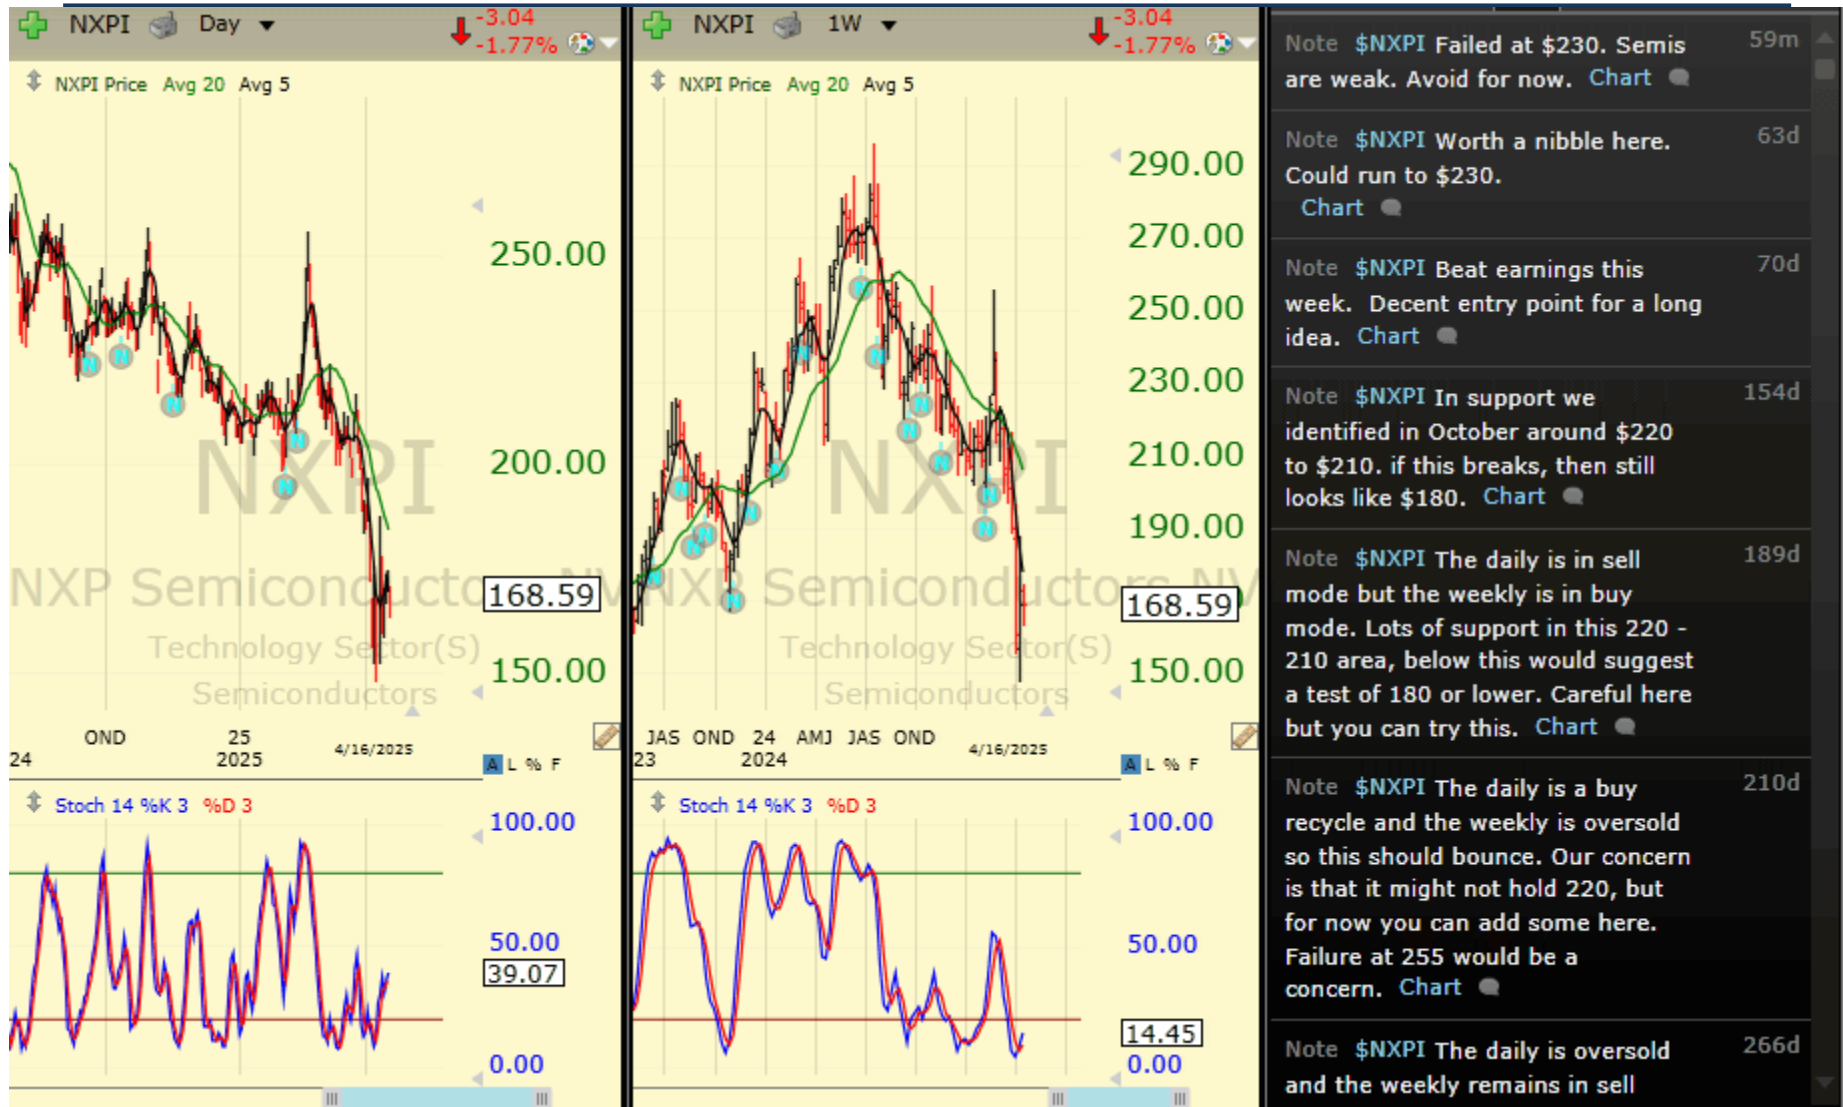 NXPI Day
-3.04
-1.77%
NXPI Price Avg 20 Avg 5
250.00
200.00
168.59
150.00
NXPI
NXP Semiconductors NV
Technology Sector(S)
Semiconductors
OND 25
24 2025 4/16/2025
A L % F
Stoch 14 %K 3 %D 3
100.00
50.00
39.07
0.00
NXPI 1W
-3.04
-1.77%
NXPI Price Avg 20 Avg 5
290.00
270.00
250.00
230.00
210.00
190.00
168.59
150.00
NXPI
NXP Semiconductors NV
Technology Sector(S)
Semiconductors
JAS OND 24 AMJ JAS OND
23 2024 4/16/2025
A L % F
Stoch 14 %K 3 %D 3
100.00
50.00
14.45
0.00
Note $NXPI Failed at $230. Semis 59m
are weak. Avoid for now. Chart
Note $NXPI Worth a nibble here. 63d
Could run to $230.
Chart
Note $NXPI Beat earnings this 70d
week. Decent entry point for a long
idea. Chart
Note $NXPI In support we 154d
identified in October around $220
to $210. if this breaks, then still
looks like $180. Chart
Note $NXPI The daily is in sell 189d
mode but the weekly is in buy
mode. Lots of support in this 220 -
210 area, below this would suggest
a test of 180 or lower. Careful here
but you can try this. Chart
Note $NXPI The daily is a buy 210d
recycle and the weekly is oversold
so this should bounce. Our concern
is that it might not hold 220, but
for now you can add some here.
Failure at 255 would be a
concern. Chart
Note $NXPI The daily is oversold 266d
and the weekly remains in sell